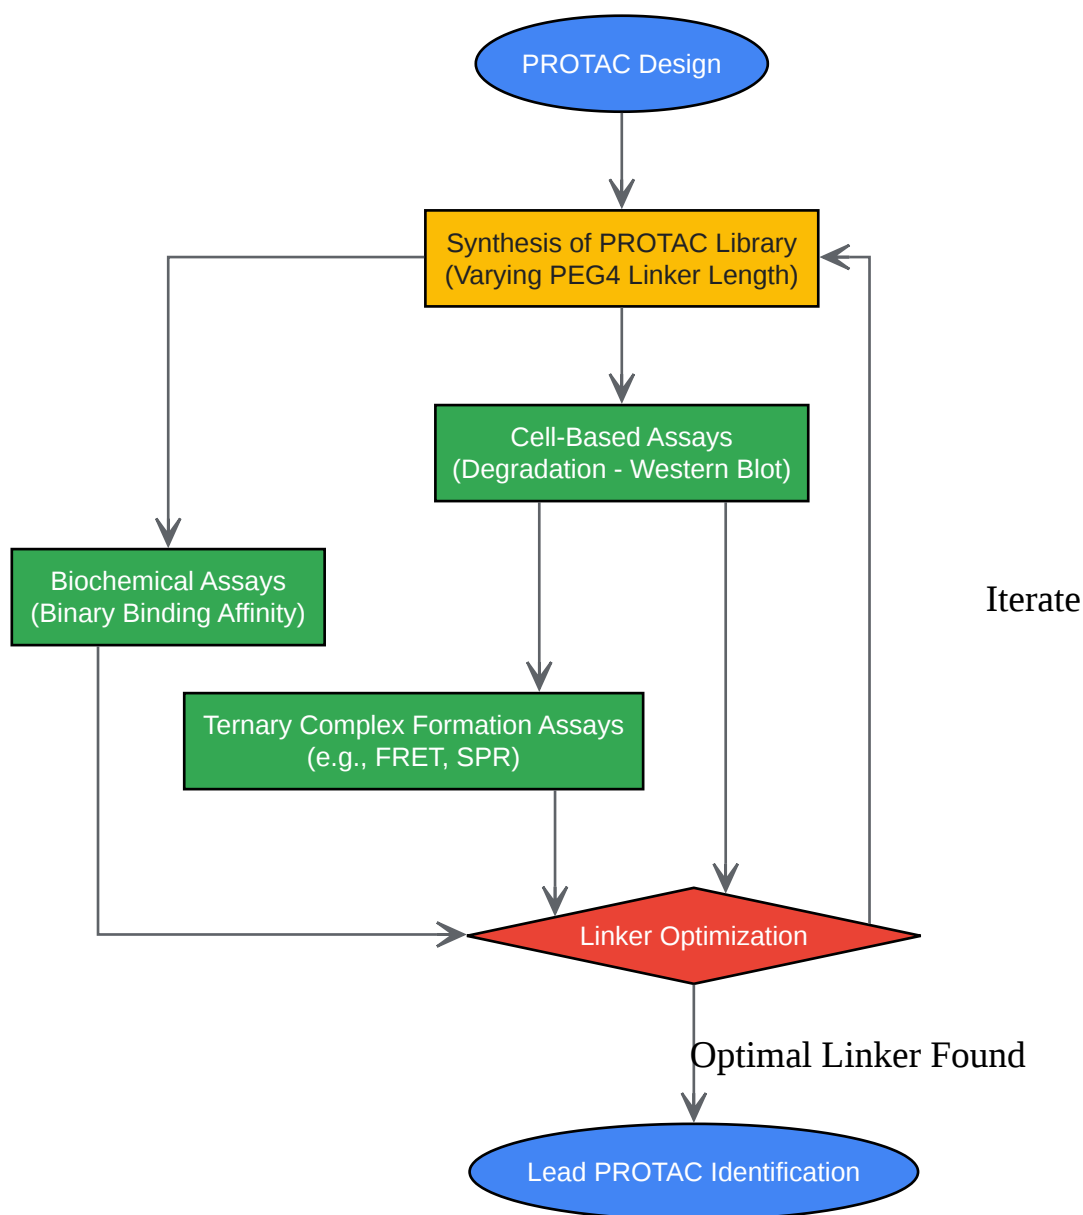 PROTAC Design
Synthesis of PROTAC Library
(Varying PEG4 Linker Length)
Cell-Based Assays
(Degradation - Western Blot)
Biochemical Assays
(Binary Binding Affinity)
Iterate
Ternary Complex Formation Assays
(e.g., FRET, SPR)
Linker Optimization
Optimal Linker Found
Lead PROTAC Identification